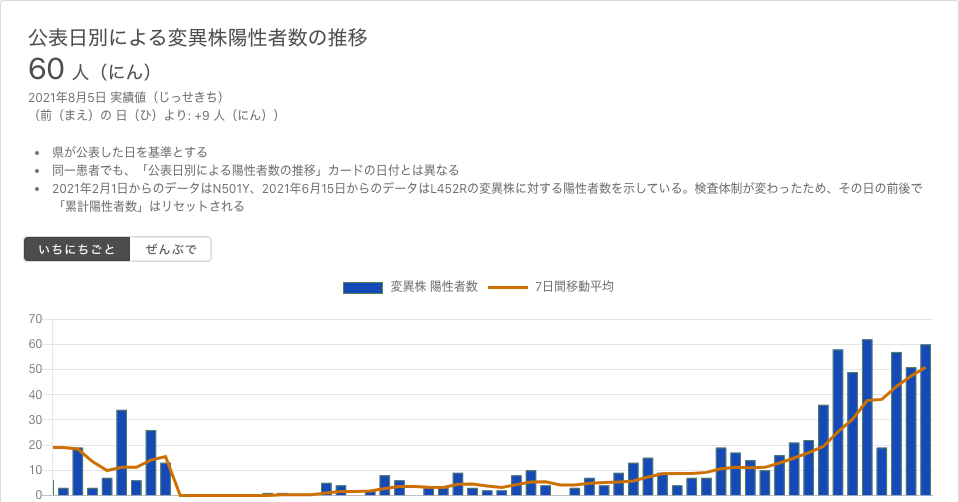 公表日別による変異株陽性者数の推移
60 人（にん）
2021年8月5日 実績値（じっせきち）
（前（まえ）の 日（ひ）より: +9 人（にん））
• 県が公表した日を基準とする
• 同一患者でも、「公表日別による陽性者数の推移」カードの日付とは異なる
• 2021年2月1日からのデータはN501Y、2021年6月15日からのデータはL452Rの変異株に対する陽性者数を示している。検査体制が変わったため、その日の前後で
「累計陽性者数」はリセットされる
いちにちごと ぜんぶで
変異株 陽性者数 7日間移動平均
70
60
50
40
30
20
10